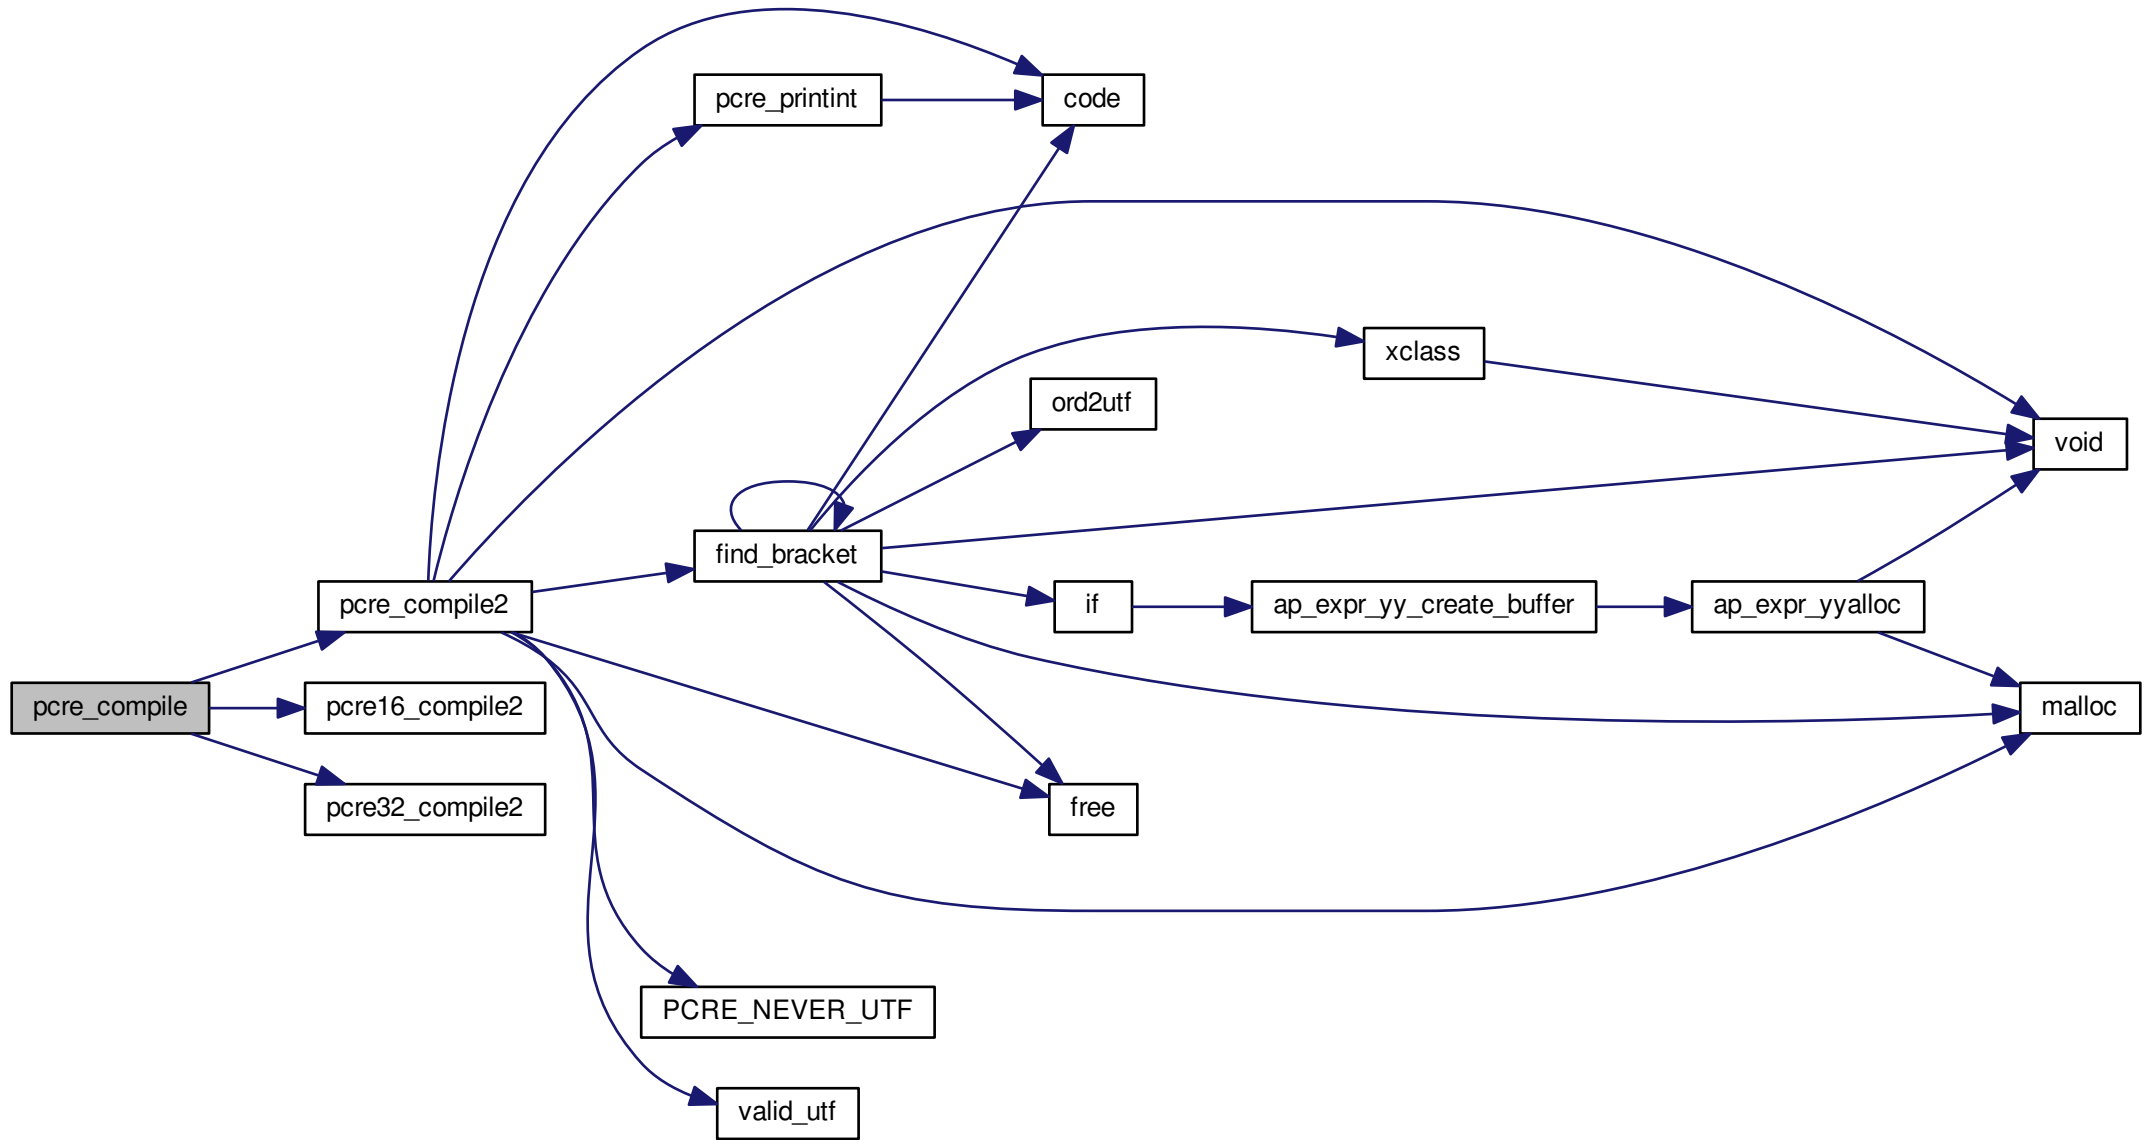 pcre_printint
code
xclass
ord2utf
void
find_bracket
pcre_compile2
if
ap_expr_yy_create_buffer
ap_expr_yyalloc
pcre_compile
pcre16_compile2
malloc
pcre32_compile2
free
PCRE_NEVER_UTF
valid_utf